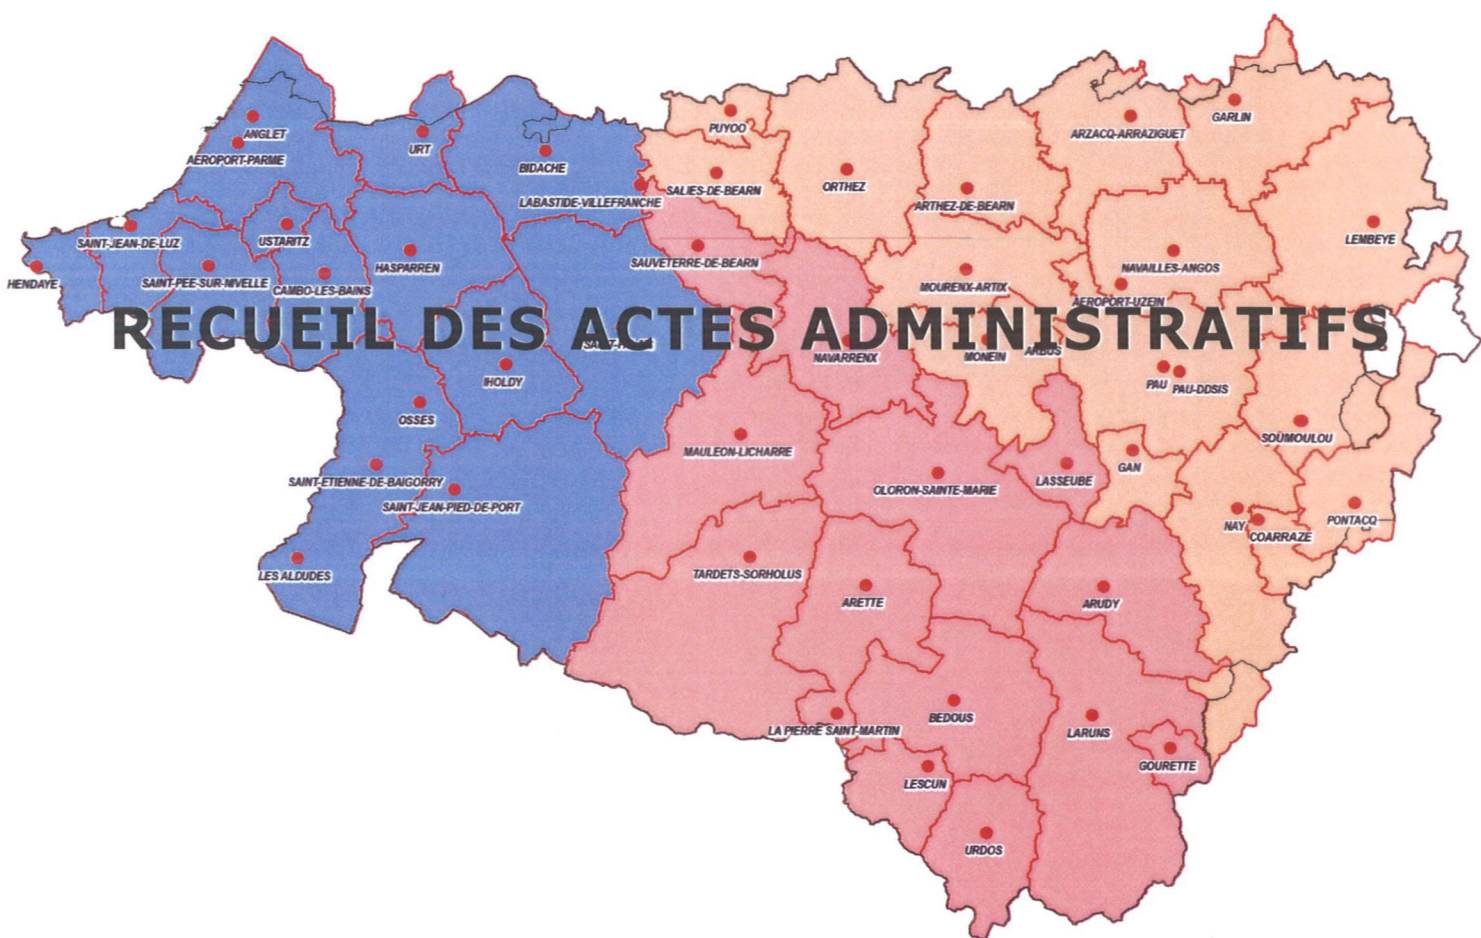 ANGLET
AEROPORT-PARME
URT
BIDACHE
LABASTIDE-VILLEFRANCHE
PUYOO
SALIES-DE-BEARN
ORTHEZ
ARTHEZ-DE-BEARN
ARZACQ-ARRAZIGUET
GARLIN
LEMBEYE
SAINT-JEAN-DE-LUZ
USTARITZ
HENDAYE
SAINT-PEE-SUR-NIVELLE
CAMBO-LES-BAINS
HASPARREN
SAUVETERRE-DE-BEARN
MOURENX-ARTIX
NAVAILLES-ANGOS
AEROPORT-UZEIN
RECUEIL DES ACTES ADMINISTRATIFS
NAVARRENX
MONEIN
ARBUS
PAU
PAU-DDSIS
IHOLDY
OSSES
SOUMOULOU
MAULEON-LICHARRE
GAN
LASSEUBE
SAINT-ETIENNE-DE-BAIGORRY
SAINT-JEAN-PIED-DE-PORT
OLORON-SAINTE-MARIE
NAY
COARRAZE
PONTACQ
LES ALDUDES
TARDETS-SORHOLUS
ARETTE
ARUDY
LA PIERRE SAINT-MARTIN
BEDOUS
LARUNS
GOURETTE
LESCUN
URDOS